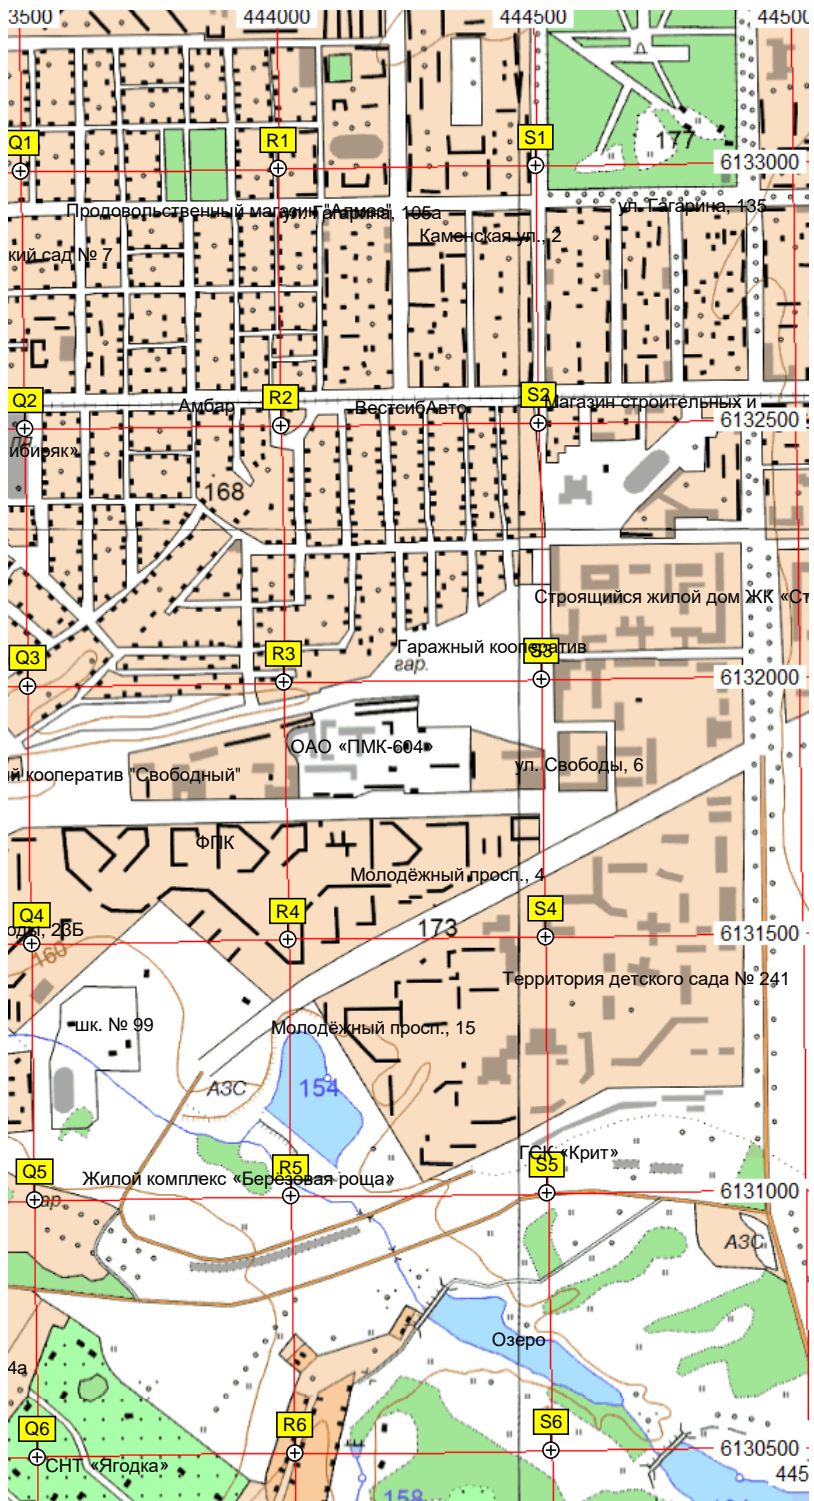 3500 444000 444500 44500
Q1 R1 S1
177
6133000
Продовольственный магазин "Алмаз"
ул. Гагарина, 105а
ул. Гагарина, 135
Каменская ул., 2
кий сад № 7
Q2 R2 S2
Амбар
ВестсибАвто
Магазин строительных и
6132500
ибиряк»
168
Строящийся жилой дом ЖК «Ст
Гаражный кооператив
Q3 R3 S3
гар.
6132000
ОАО «ПМК-604»
ул. Свободы, 6
й кооператив "Свободный"
ФПК
Молодёжный просп., 4
Q4 R4 S4
оды, 23Б
173
6131500
160
Территория детского сада № 241
шк. № 99
Молодёжный просп., 15
АЗС
154
ГСК «Крит»
Q5 R5 S5
Жилой комплекс «Берёзовая роща»
6131000
АЗС
Озеро
4а
Q6 R6 S6
6130500
СНТ «Ягодка»
445
158